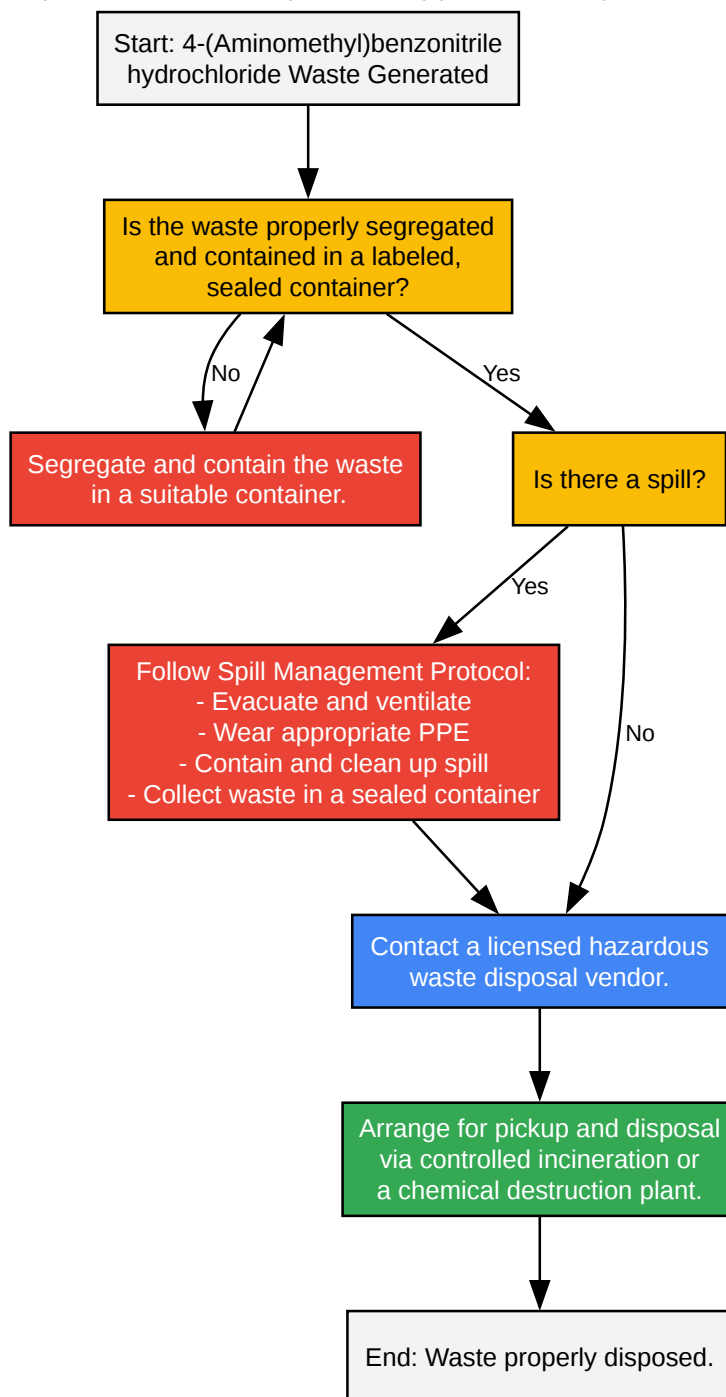 Start: 4-(Aminomethyl)benzonitrile
hydrochloride Waste Generated
Is the waste properly segregated
and contained in a labeled,
sealed container?
No
Yes
Segregate and contain the waste
in a suitable container.
Is there a spill?
Yes
Follow Spill Management Protocol:
- Evacuate and ventilate
- Wear appropriate PPE
- Contain and clean up spill
- Collect waste in a sealed container
No
Contact a licensed hazardous
waste disposal vendor.
Arrange for pickup and disposal
via controlled incineration or
a chemical destruction plant.
End: Waste properly disposed.